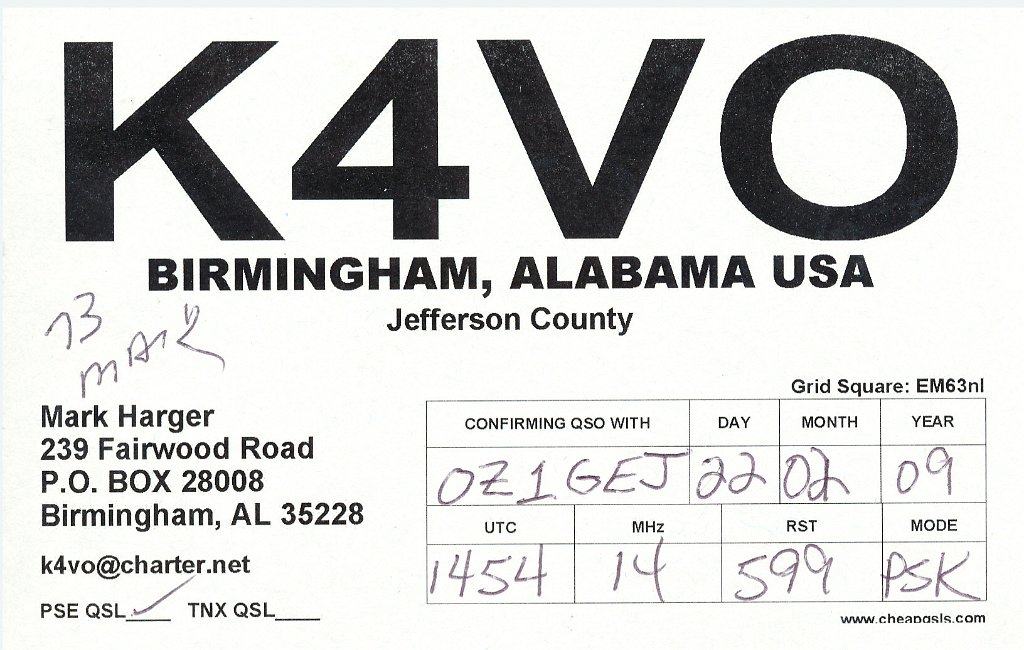 K4VO
BIRMINGHAM, ALABAMA USA
Jefferson County
73
MARK
Mark Harger
239 Fairwood Road
P.O. BOX 28008
Birmingham, AL 35228
k4vo@charter.net
PSE QSL ✓ TNX QSL____
Grid Square: EM63nl
CONFIRMING QSO WITH DAY MONTH YEAR
OZ1GEJ 22 02 09
UTC MHz RST MODE
1454 14 599 PSK
www.cheapqsls.com